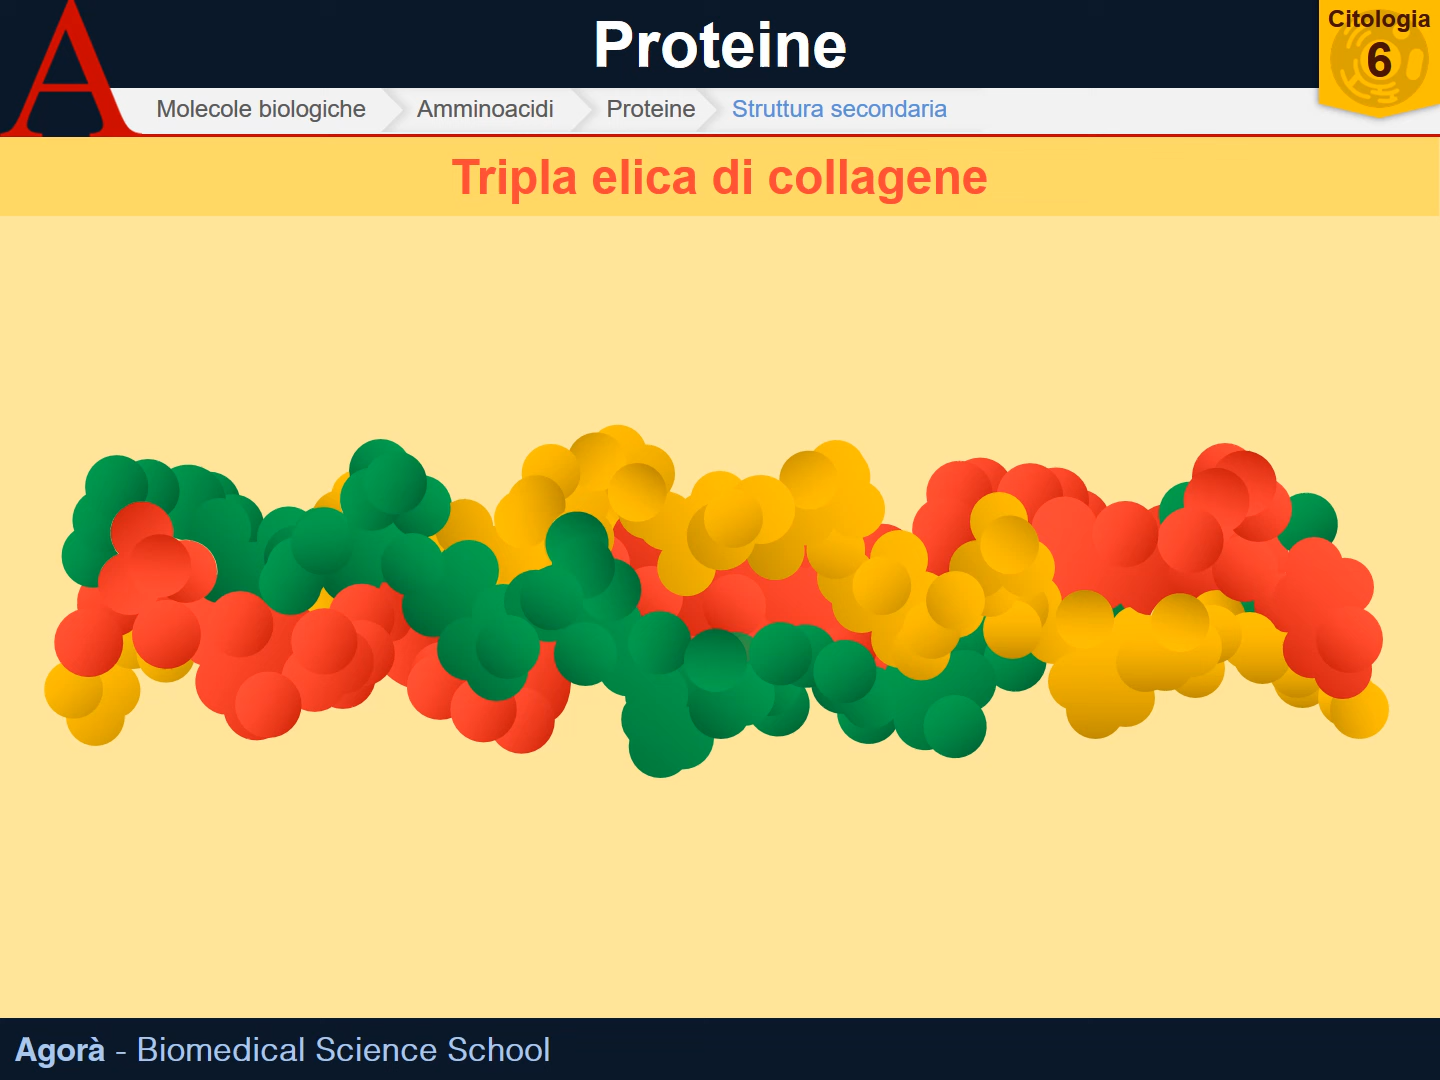 A
Proteine
Citologia
6
Molecole biologiche
Amminoacidi
Proteine
Struttura secondaria
Tripla elica di collagene
Agorà - Biomedical Science School